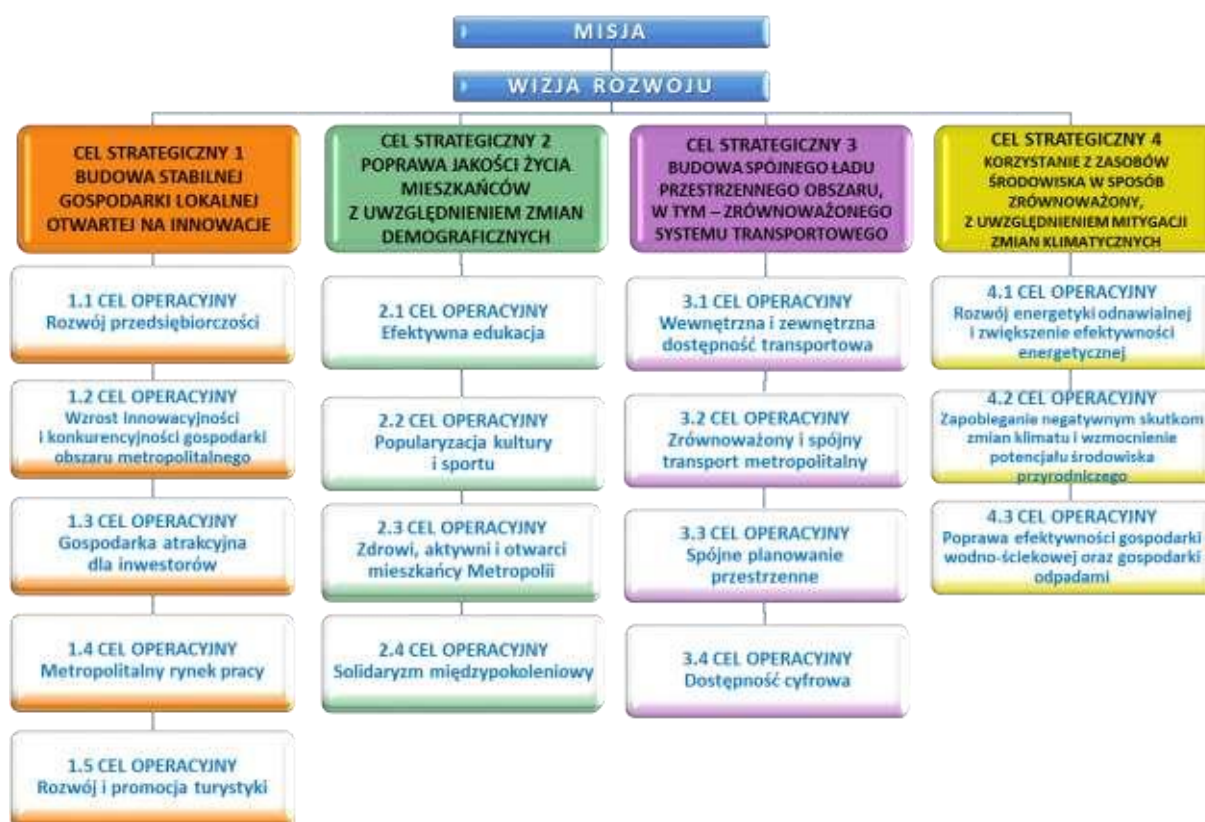 MISJA
WIZJA ROZWOJU
CEL STRATEGICZNY 1
BUDOWA STABILNEJ
GOSPODARKI LOKALNEJ
OTWARTEJ NA INNOWACJE
1.1 CEL OPERACYJNY
Rozwój przedsiębiorczości
1.2 CEL OPERACYJNY
Wzrost innowacyjności
i konkurencyjności gospodarki
obszaru metropolitalnego
1.3 CEL OPERACYJNY
Gospodarka atrakcyjna
dla inwestorów
1.4 CEL OPERACYJNY
Metropolitalny rynek pracy
1.5 CEL OPERACYJNY
Rozwój i promocja turystyki
CEL STRATEGICZNY 2
POPRAWA JAKOŚCI ŻYCIA
MIESZKAŃCÓW
Z UWZGLĘDNIENIEM ZMIAN
DEMOGRAFICZNYCH
2.1 CEL OPERACYJNY
Efektywna edukacja
2.2 CEL OPERACYJNY
Popularyzacja kultury
i sportu
2.3 CEL OPERACYJNY
Zdrowi, aktywni i otwarci
mieszkańcy Metropolii
2.4 CEL OPERACYJNY
Solidaryzm międzypokoleniowy
CEL STRATEGICZNY 3
BUDOWA SPÓJNEGO ŁADU
PRZESTRZENNEGO OBSZARU,
W TYM – ZRÓWNOWAŻONEGO
SYSTEMU TRANSPORTOWEGO
3.1 CEL OPERACYJNY
Wewnętrzna i zewnętrzna
dostępność transportowa
3.2 CEL OPERACYJNY
Zrównoważony i spójny
transport metropolitalny
3.3 CEL OPERACYJNY
Spójne planowanie
przestrzenne
3.4 CEL OPERACYJNY
Dostępność cyfrowa
CEL STRATEGICZNY 4
KORZYSTANIE Z ZASOBÓW
ŚRODOWISKA W SPOSÓB
ZRÓWNOWAŻONY,
Z UWZGLĘDNIENIEM MITYGACJI
ZMIAN KLIMATYCZNYCH
4.1 CEL OPERACYJNY
Rozwój energetyki odnawialnej
i zwiększenie efektywności
energetycznej
4.2 CEL OPERACYJNY
Zapobieganie negatywnym skutkom
zmian klimatu i wzmocnienie
potencjału środowiska
przyrodniczego
4.3 CEL OPERACYJNY
Poprawa efektywności gospodarki
wodno-ściekowej oraz gospodarki
odpadami